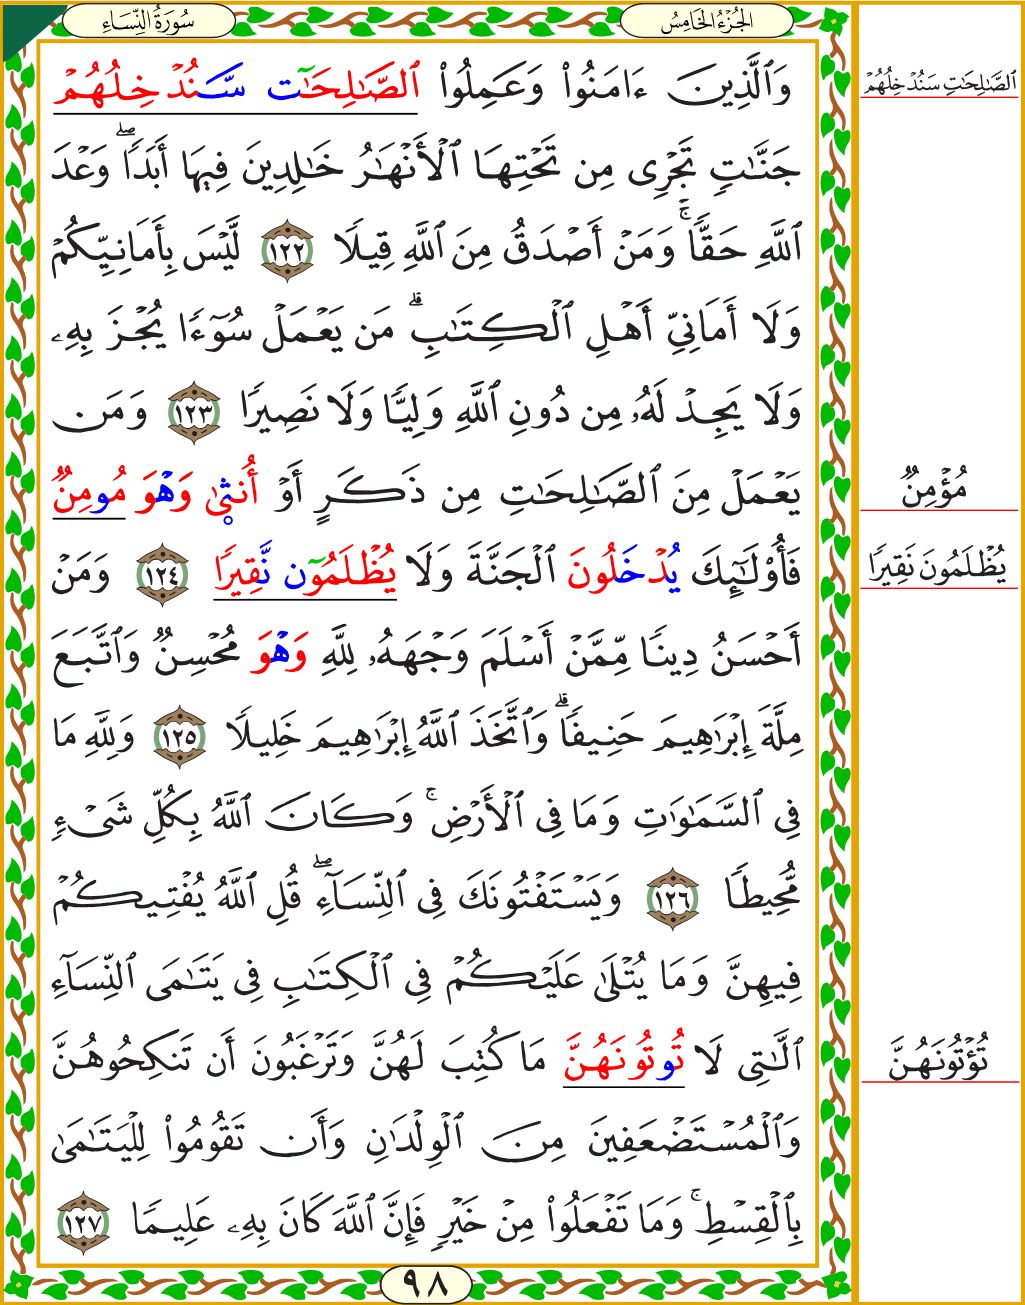 سُورَةُ النِّسَاءِ
الجُزْءُ الخَامِسُ
وَٱلَّذِينَ ءَامَنُواْ وَعَمِلُواْ ٱلصَّـٰلِحَـٰٓت سَّـنُدۡخِلُهُمۡ
جَنَّـٰتٖ تَجۡرِي مِن تَحۡتِهَا ٱلۡأَنۡهَـٰرُ خَـٰلِدِينَ فِيهَآ أَبَدٗاۖ وَعۡدَ
ٱللَّهِ حَقّٗاۚ وَمَنۡ أَصۡدَقُ مِنَ ٱللَّهِ قِيلٗا ١٢٢ لَّيۡسَ بِأَمَانِيِّكُمۡ
وَلَآ أَمَانِيِّ أَهۡلِ ٱلۡكِتَـٰبِۗ مَن يَعۡمَلۡ سُوٓءٗا يُجۡزَ بِهِۦ
وَلَا يَجِدۡ لَهُۥ مِن دُونِ ٱللَّهِ وَلِيّٗا وَلَا نَصِيرٗا ١٢٣ وَمَن
يَعۡمَلۡ مِنَ ٱلصَّـٰلِحَـٰتِ مِن ذَكَرٍ أَوۡ أُنثىٰ وَهۡوَ مُومِنٞ
فَأُوْلَـٰٓئِكَ يُدۡخَلُونَ ٱلۡجَنَّةَ وَلَا يُظۡلَمُوٓن نَّقِيرٗا ١٢٤ وَمَنۡ
أَحۡسَنُ دِينٗا مِّمَّنۡ أَسۡلَمَ وَجۡهَهُۥ لِلَّهِ وَهۡوَ مُحۡسِنٞ وَٱتَّبَعَ
مِلَّةَ إِبۡرَٰهِيمَ حَنِيفٗاۗ وَٱتَّخَذَ ٱللَّهُ إِبۡرَٰهِيمَ خَلِيلٗا ١٢٥ وَلِلَّهِ مَا
فِي ٱلسَّمَـٰوَٰتِ وَمَا فِي ٱلۡأَرۡضِۚ وَكَانَ ٱللَّهُ بِكُلِّ شَيۡءٖ
مُّحِيطٗا ١٢٦ وَيَسۡتَفۡتُونَكَ فِي ٱلنِّسَآءِۖ قُلِ ٱللَّهُ يُفۡتِيكُمۡ
فِيهِنَّ وَمَا يُتۡلَىٰ عَلَيۡكُمۡ فِي ٱلۡكِتَـٰبِ فِي يَتَـٰمَى ٱلنِّسَآءِ
ٱلَّـٰتِي لَا تُوتُونَهُنَّ مَا كُتِبَ لَهُنَّ وَتَرۡغَبُونَ أَن تَنكِحُوهُنَّ
وَٱلۡمُسۡتَضۡعَفِينَ مِنَ ٱلۡوِلۡدَٰنِ وَأَن تَقُومُواْ لِلۡيَتَـٰمَىٰ
بِٱلۡقِسۡطِۚ وَمَا تَفۡعَلُواْ مِنۡ خَيۡرٖ فَإِنَّ ٱللَّهَ كَانَ بِهِۦ عَلِيمٗا ١٢٧
٩٨
ٱلصَّـٰلِحَـٰتِ سَنُدۡخِلُهُمۡ
مُؤۡمِنٞ
يُظۡلَمُونَ نَقِيرٗا
تُؤۡتُونَهُنَّ